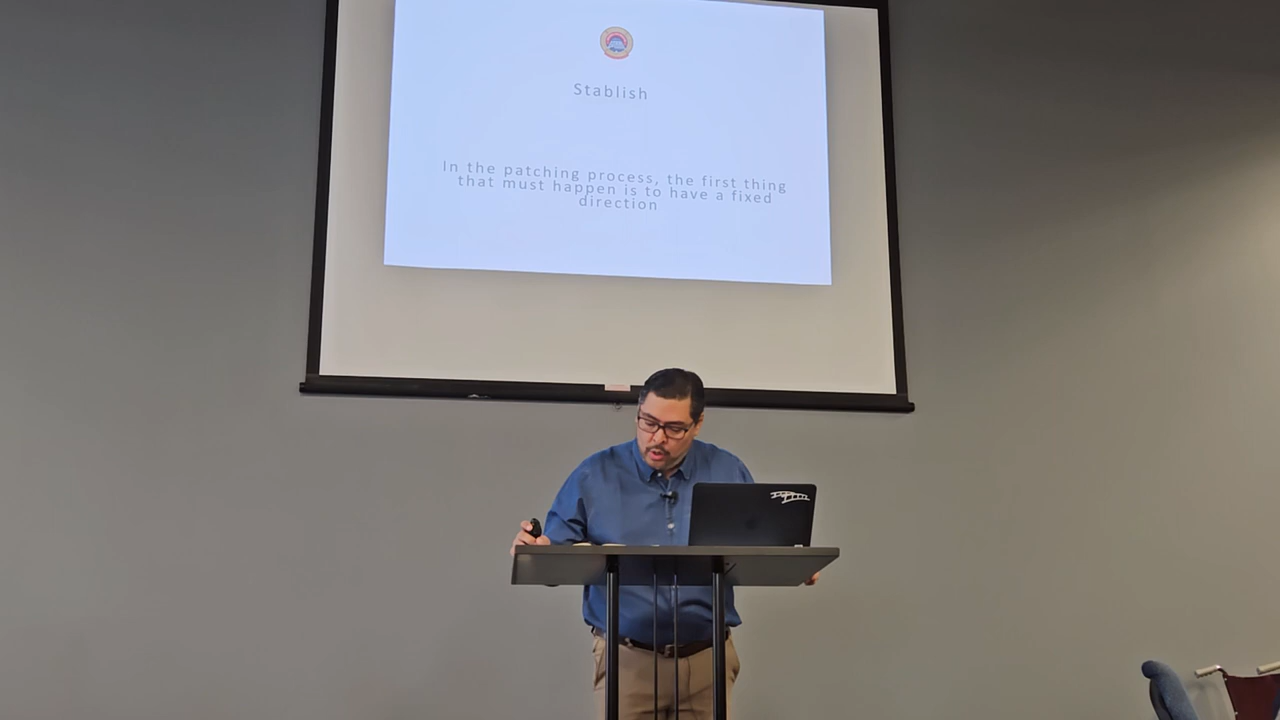 Stablish
In the patching process, the first thing
that must happen is to have a fixed
direction